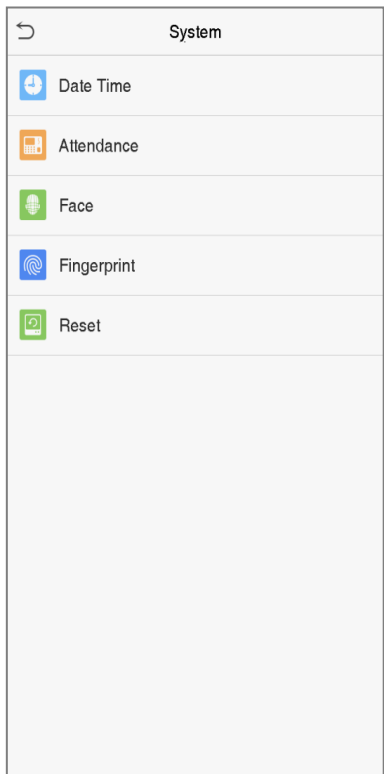 System
Date Time
Attendance
Face
Fingerprint
Reset